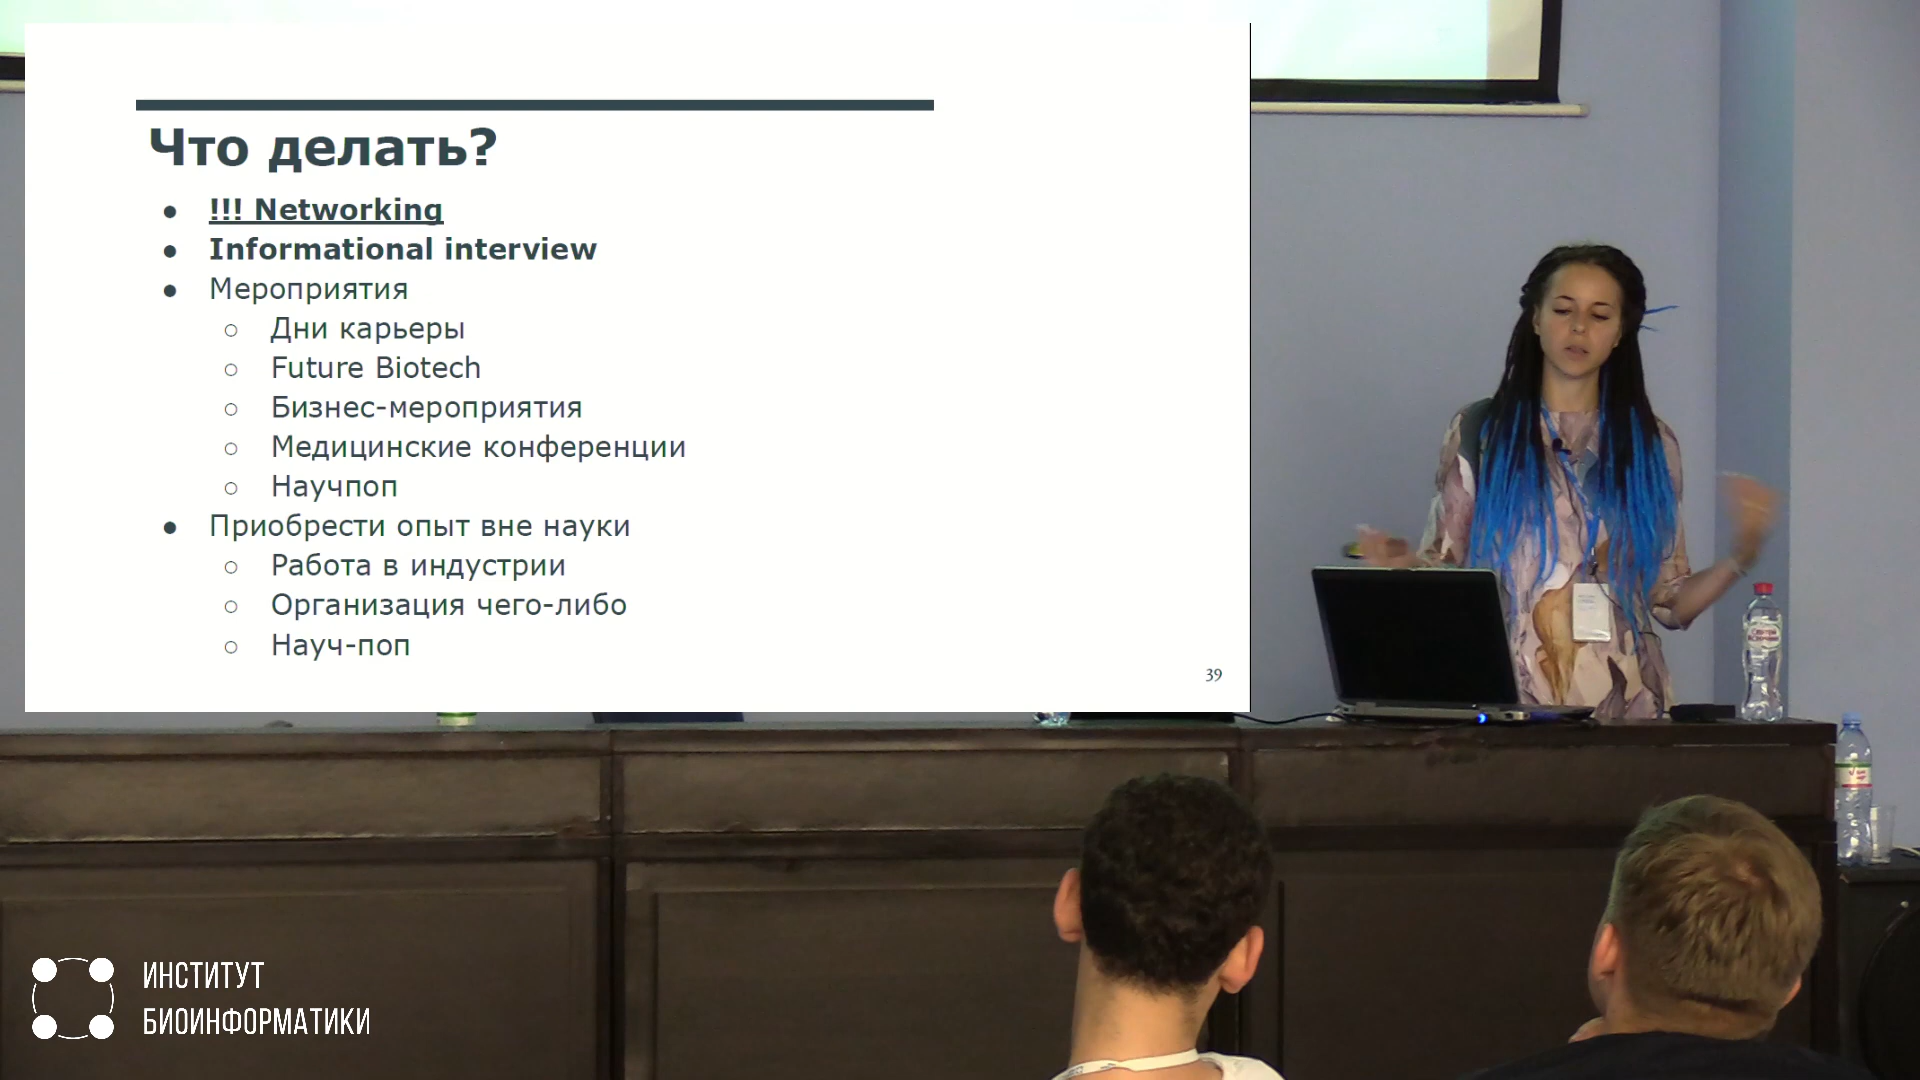 Что делать?
!!! Networking
Informational interview
Мероприятия
Дни карьеры
Future Biotech
Бизнес-мероприятия
Медицинские конференции
Научпоп
Приобрести опыт вне науки
Работа в индустрии
Организация чего-либо
Науч-поп
39
ИНСТИТУТ
БИОИНФОРМАТИКИ